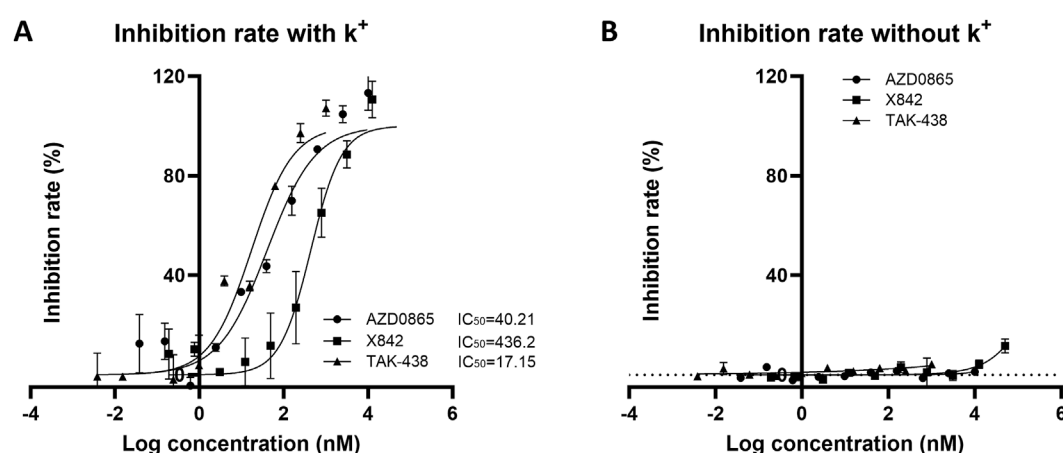 A
Inhibition rate with k⁺
Inhibition rate (%)
120
80
40
0
AZD0865 IC₅₀=40.21
X842 IC₅₀=436.2
TAK-438 IC₅₀=17.15
-4 -2 0 2 4 6
Log concentration (nM)
B
Inhibition rate without k⁺
Inhibition rate (%)
AZD0865
X842
TAK-438
120
80
40
0
-4 -2 0 2 4 6
Log concentration (nM)